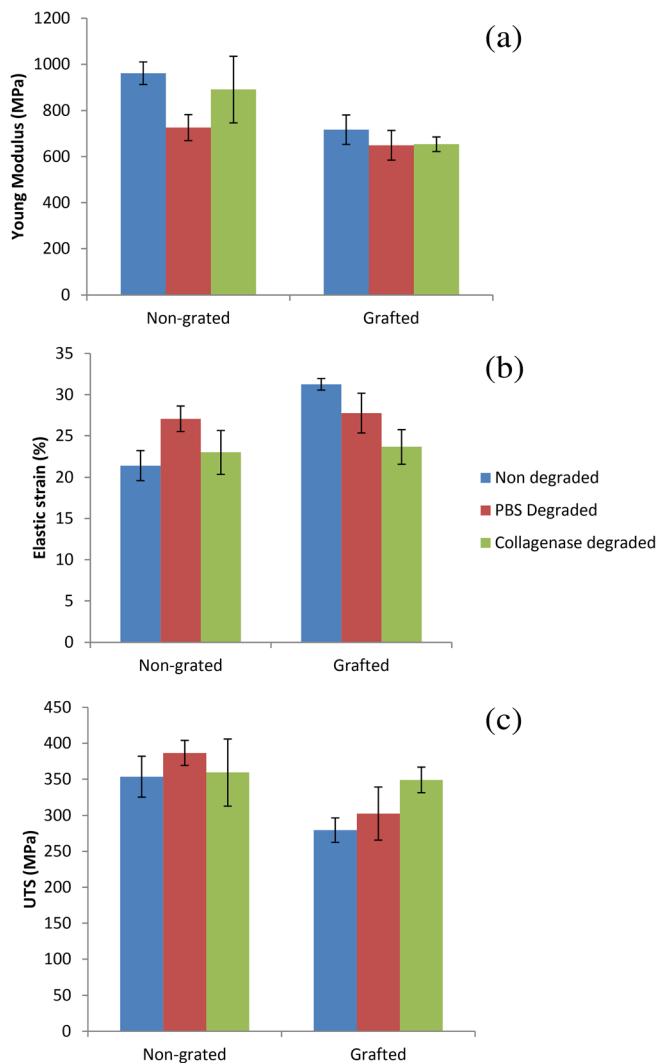 (a)
Young Modulus (MPa)
1200
1000
800
600
400
200
0
Non-grated
Grafted
(b)
Elastic strain (%)
35
30
25
20
15
10
5
0
Non-grated
Grafted
Non degraded
PBS Degraded
Collagenase degraded
(c)
UTS (MPa)
450
400
350
300
250
200
150
100
50
0
Non-grated
Grafted